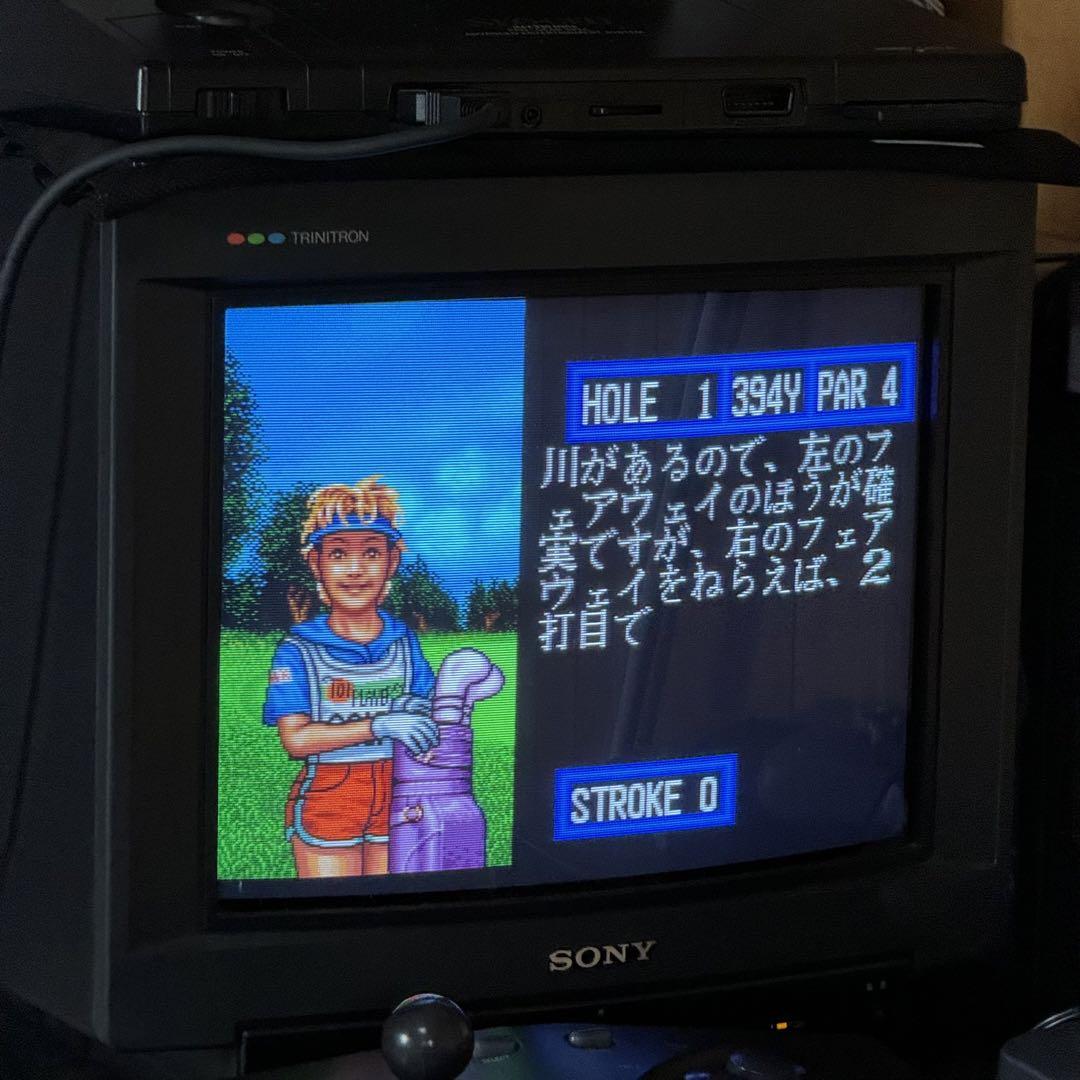 TRINITRON
HOLE 1 394Y PAR 4
川があるので、左のフ
ェアウェイのほうが確
実ですが、右のフェア
ウェイをねらえば、2
打目で
STROKE 0
SONY
SELECT